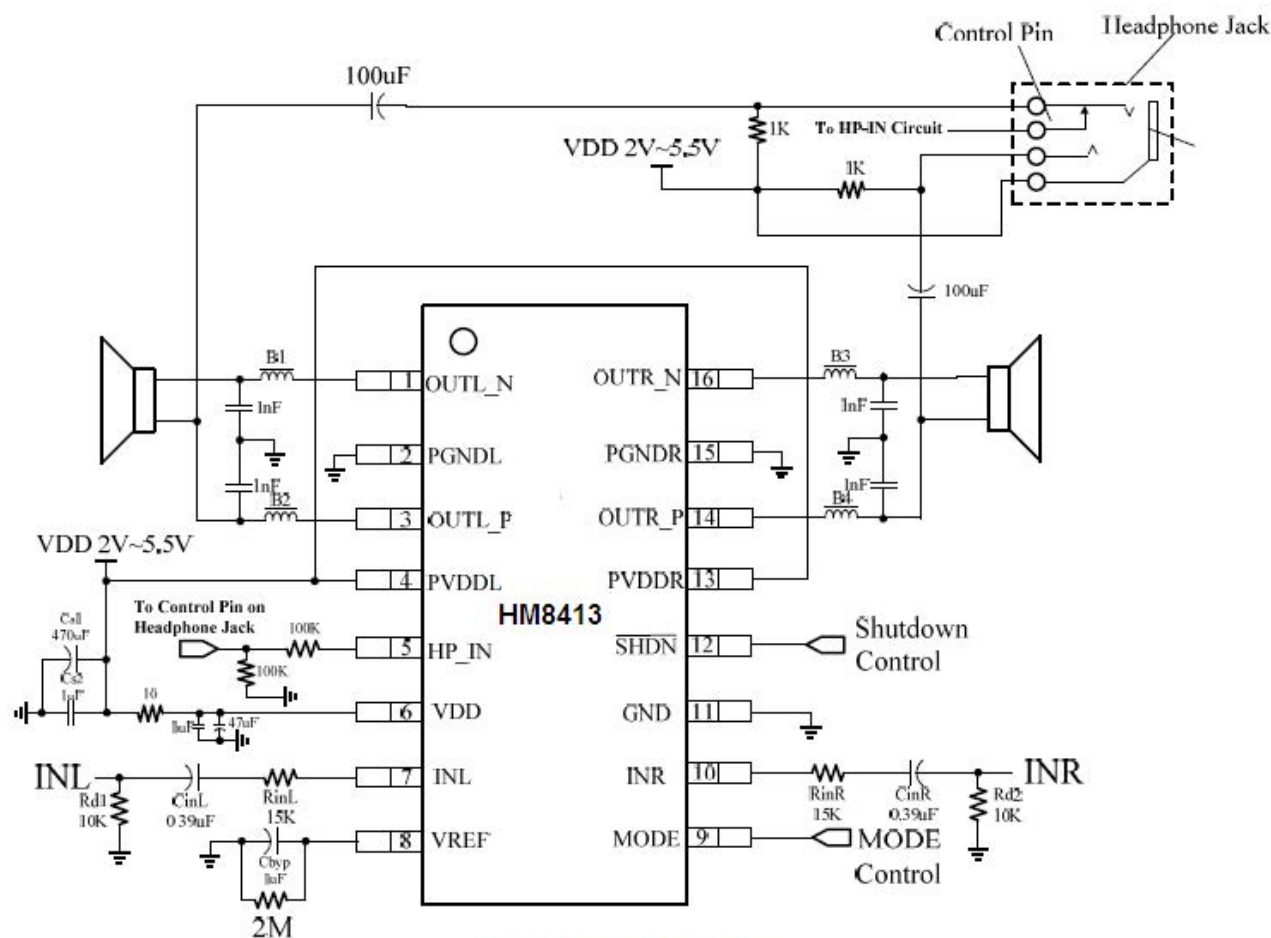 Control Pin
Headphone Jack
100uF
1K
To HP-IN Circuit
VDD 2V~5.5V
1K
100uF
B1
1nF
1nF
B2
B3
1nF
1nF
B4
1
OUTL_N
OUTR_N
16
2
PGNDL
PGNDR
15
3
OUTL_P
OUTR_P
14
VDD 2V~5.5V
4
PVDDL
PVDDR
13
HM8413
To Control Pin on
Headphone Jack
100K
100K
5
HP_IN
SHDN
12
Shutdown
Control
Cs1
470uF
Cs2
1uF
10
1uF
47uF
6
VDD
GND
11
INL
Rd1
10K
CinL
0.39uF
RinL
15K
7
INL
INR
10
RinR
15K
CinR
0.39uF
Rd2
10K
INR
8
VREF
MODE
9
MODE
Control
Cbyp
1uF
2M